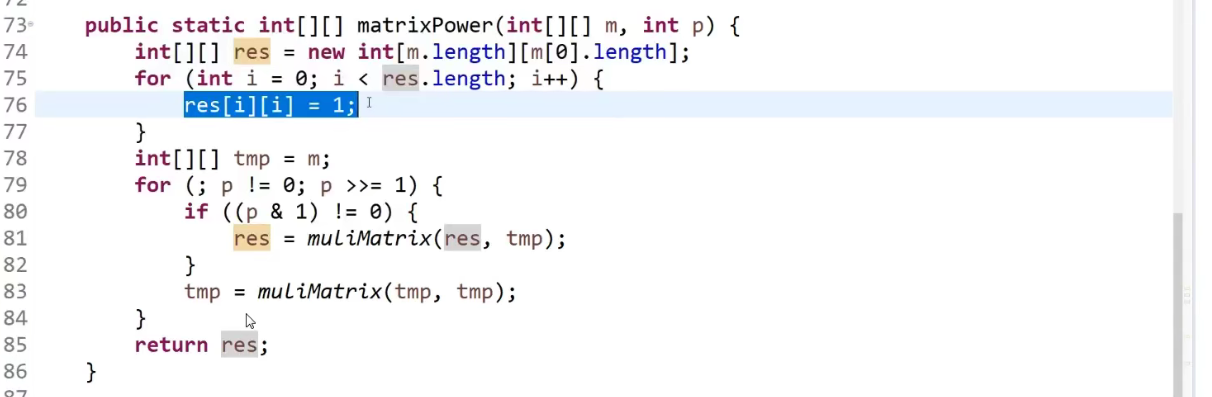 72
73 public static int[][] matrixPower(int[][] m, int p) {
74 int[][] res = new int[m.length][m[0].length];
75 for (int i = 0; i < res.length; i++) {
76 res[i][i] = 1;
77 }
78 int[][] tmp = m;
79 for (; p != 0; p >>= 1) {
80 if ((p & 1) != 0) {
81 res = muliMatrix(res, tmp);
82 }
83 tmp = muliMatrix(tmp, tmp);
84 }
85 return res;
86 }
87